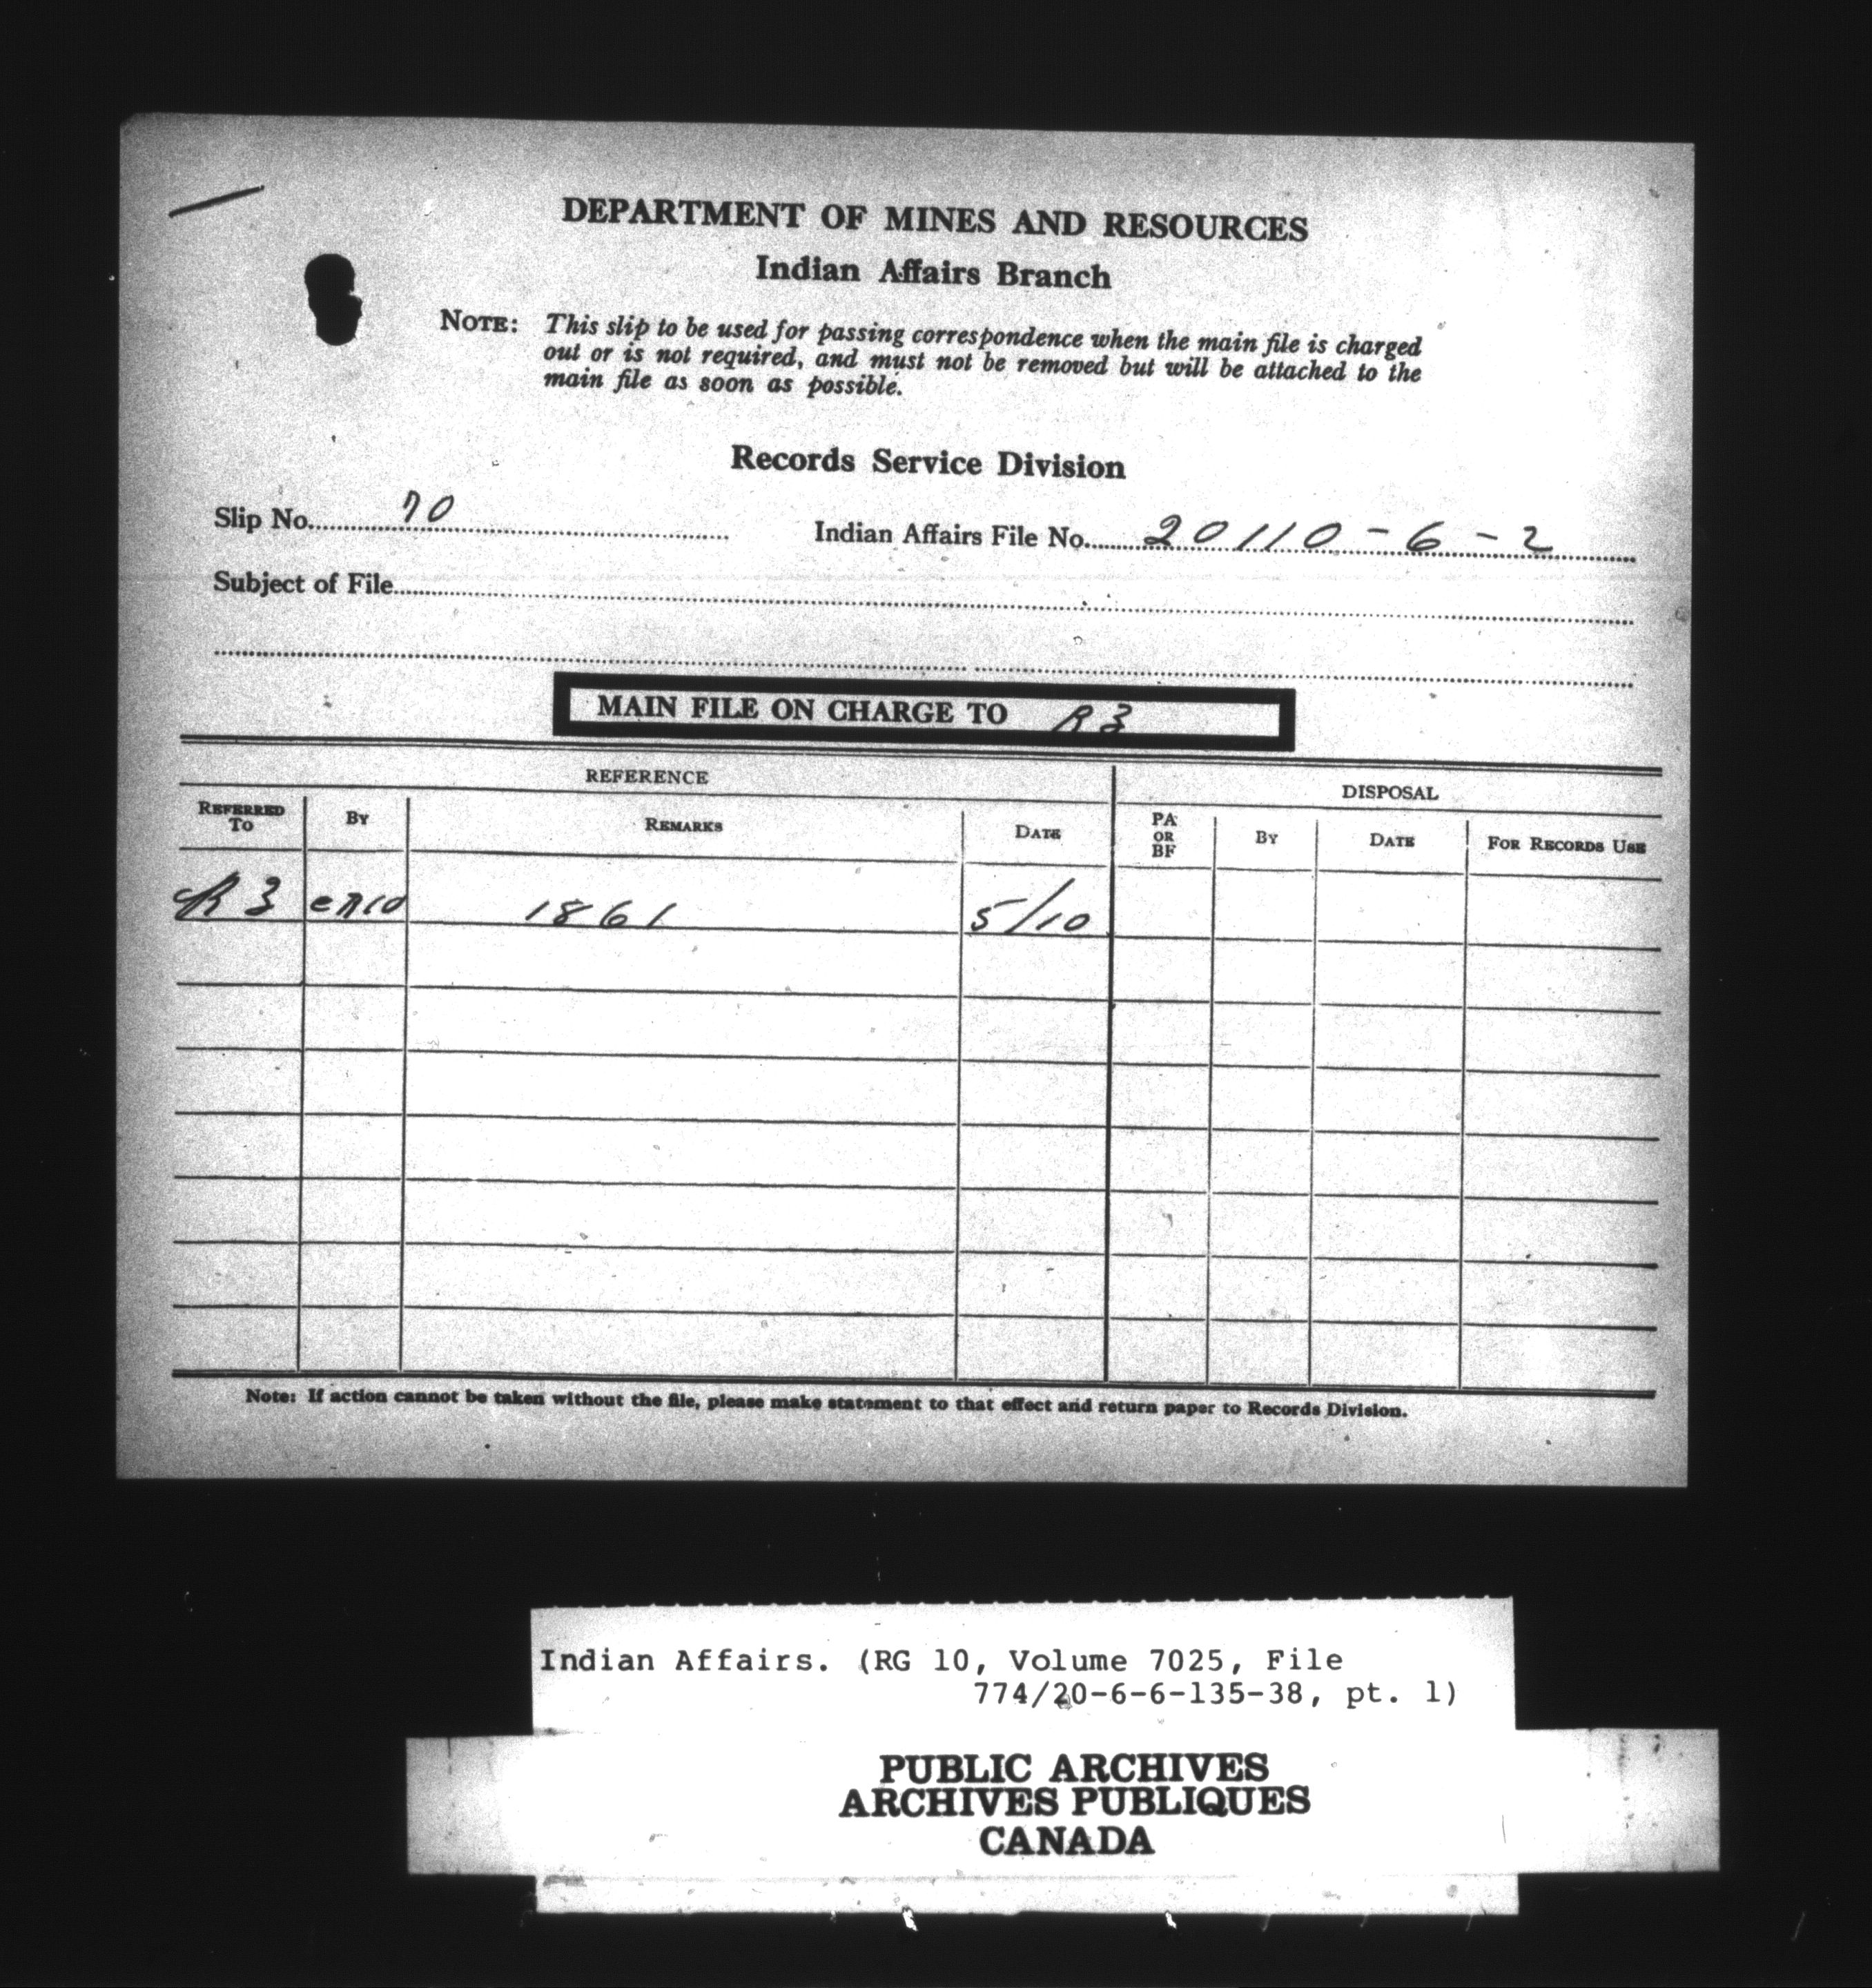 DEPARTMENT OF MINES AND RESOURCES
Indian Affairs Branch
NOTE: This slip to be used for passing correspondence when the main file is charged
out or is not required, and must not be removed but will be attached to the
main file as soon as possible.
Records Service Division
Slip No. 70 Indian Affairs File No. 20110-6-2
Subject of File
MAIN FILE ON CHARGE TO R3
REFERENCE DISPOSAL
REFERRED TO BY REMARKS DATE PA OR BF BY DATE FOR RECORDS USE
R3 1861 5/10
Note: If action cannot be taken without the file, please make statement to that effect and return paper to Records Division.
Indian Affairs. (RG 10, Volume 7025, File
774/20-6-6-135-38, pt. 1)
PUBLIC ARCHIVES
ARCHIVES PUBLIQUES
CANADA